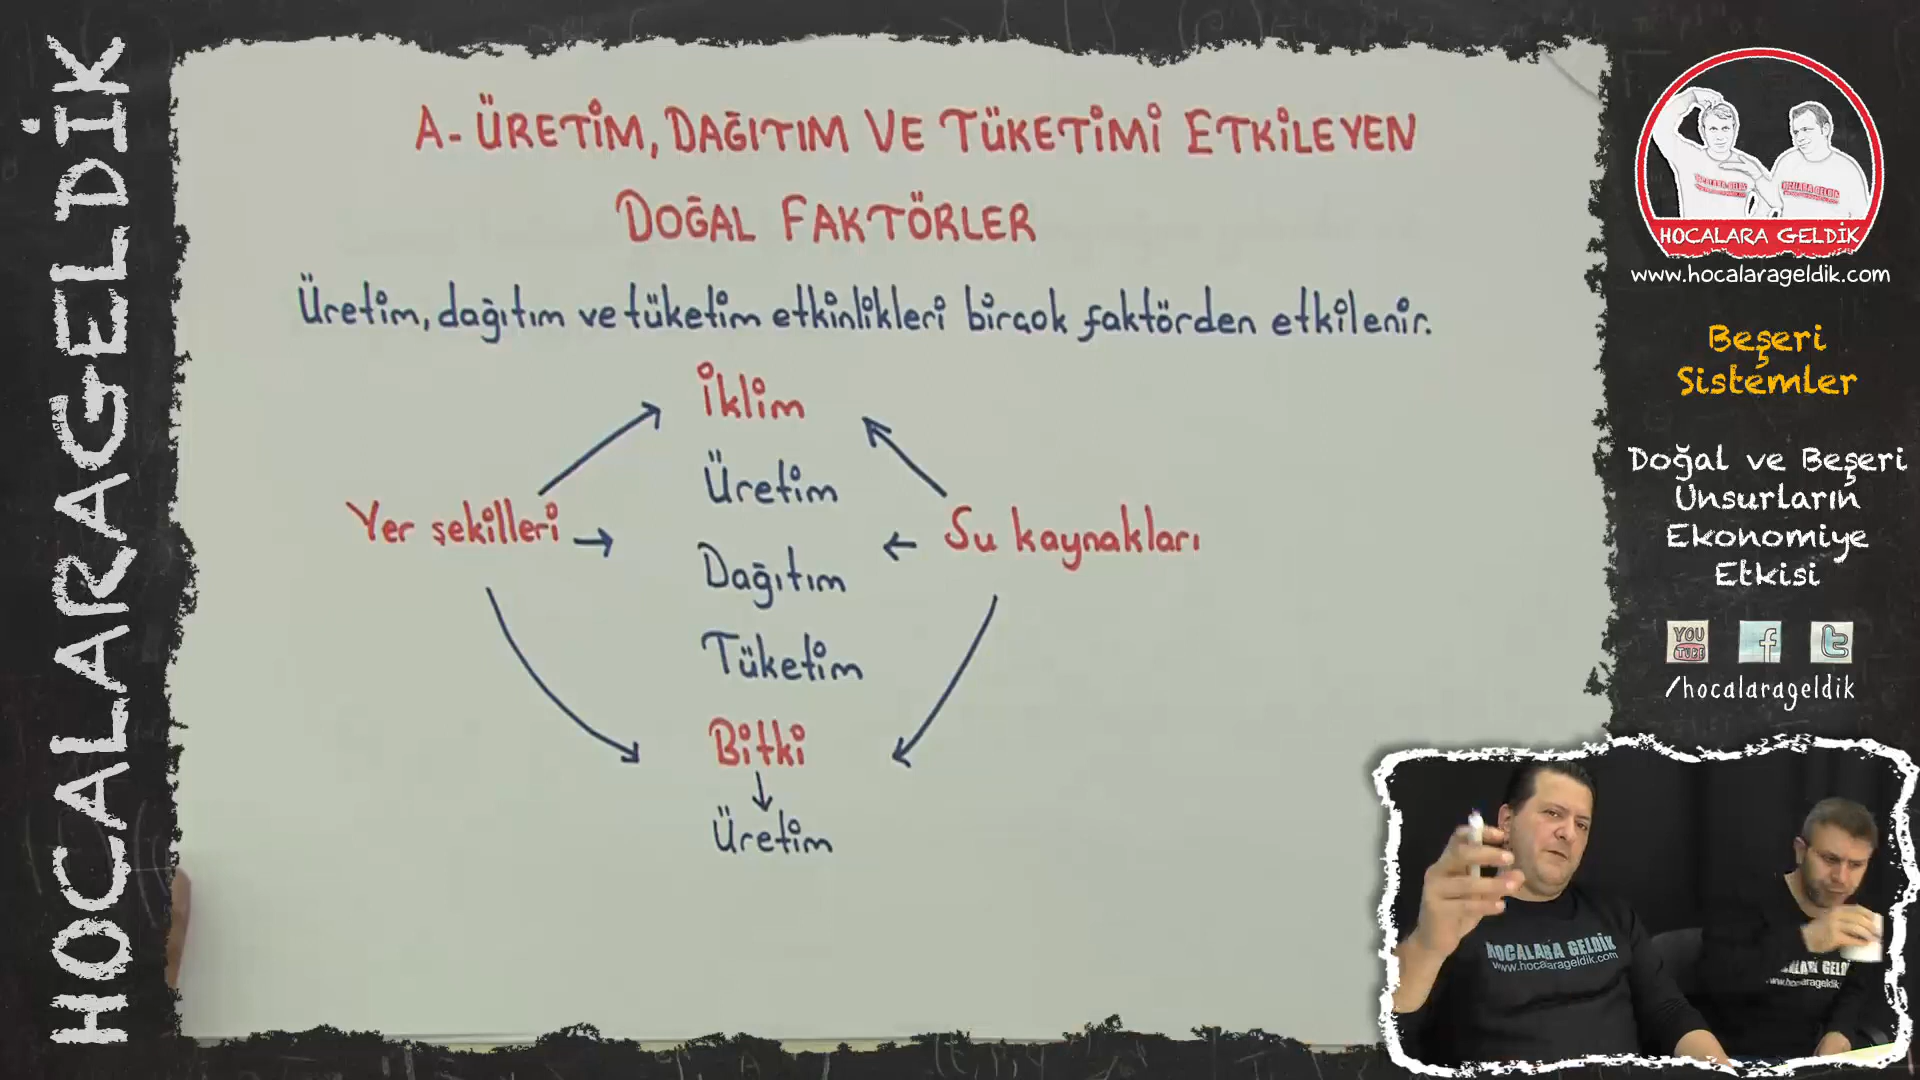 HOCALARAGELDİK
A- ÜRETİM, DAĞITIM VE TÜKETİMİ ETKİLEYEN
DOĞAL FAKTÖRLER
Üretim, dağıtım ve tüketim etkinlikleri birçok faktörden etkilenir.
İklim
Üretim
Yer şekilleri
Su kaynakları
Dağıtım
Tüketim
Bitki
Üretim
HOCALARA GELDİK
www.hocalarageldik.com
Beşeri
Sistemler
Doğal ve Beşeri
Unsurların
Ekonomiye
Etkisi
YOU
TUBE
f
t
/hocalarageldik
HOCALARA GELDİK
www.hocalarageldik.com